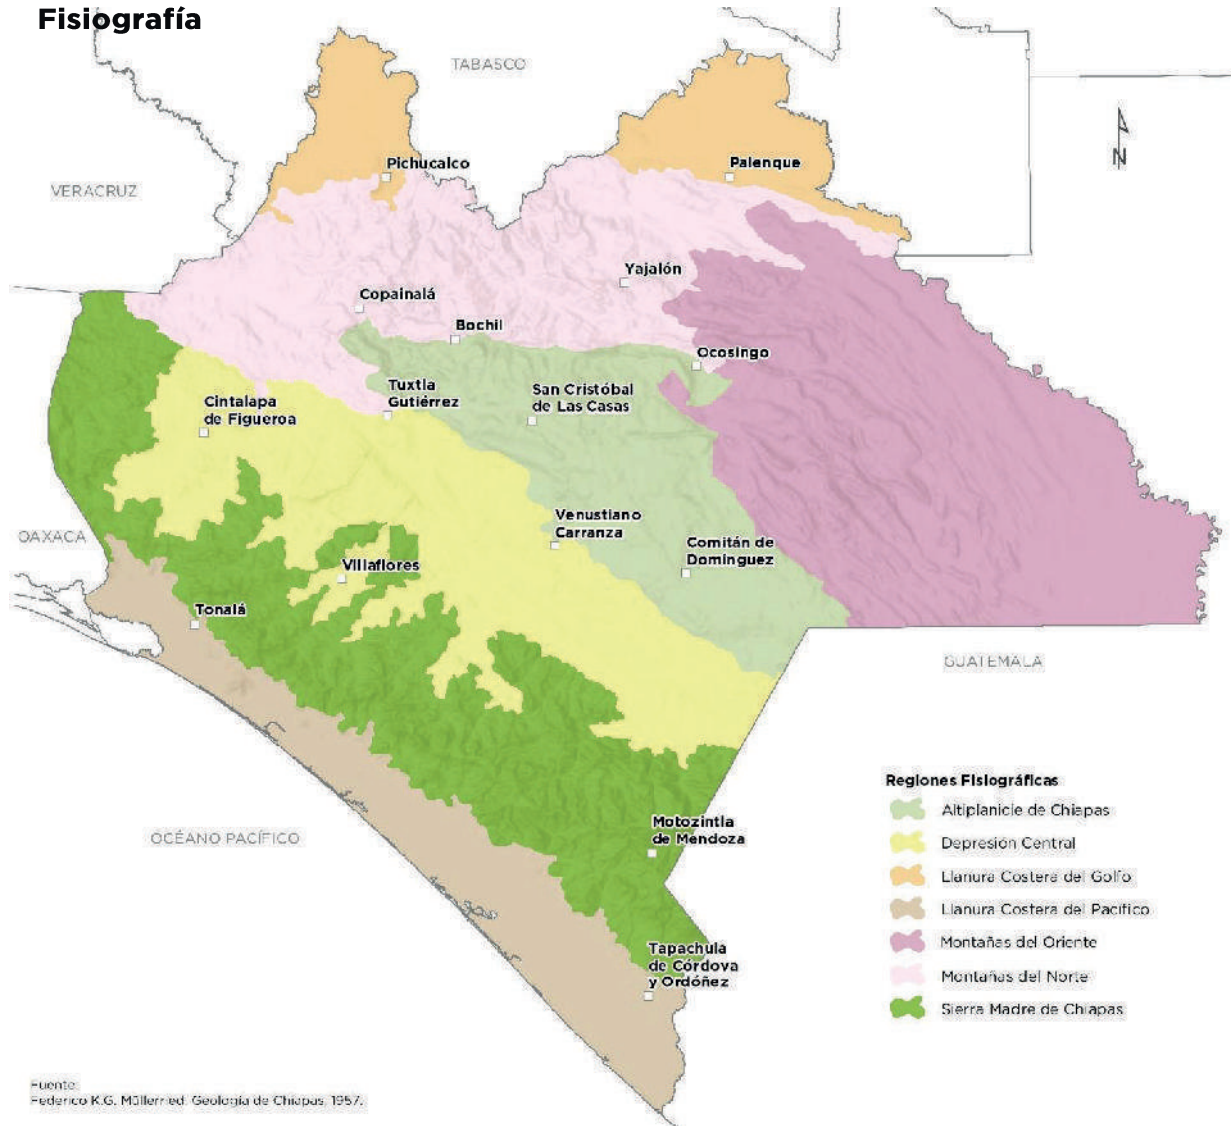 Fisiografía
TABASCO
Pichucalco
Palenque
VERACRUZ
Yajalón
Copainalá
Bochil
Ocosingo
Tuxtla
Gutiérrez
San Cristóbal
de Las Casas
Cintalapa
de Figueroa
Venustiano
Carranza
OAXACA
Comitán de
Dominguez
Villaflores
Tonalá
GUATEMALA
OCÉANO PACÍFICO
Motozintla
de Mendoza
Tapachula
de Córdova
y Ordóñez
N
Regiones Fisiográficas
Altiplanicie de Chiapas
Depresión Central
Llanura Costera del Golfo
Llanura Costera del Pacífico
Montañas del Oriente
Montañas del Norte
Sierra Madre de Chiapas
Fuente:
Federico K.G. Müllerried. Geología de Chiapas, 1957.